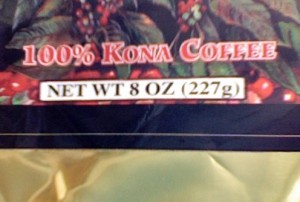 100% KONA COFFEE
NET WT 8 OZ (227g)